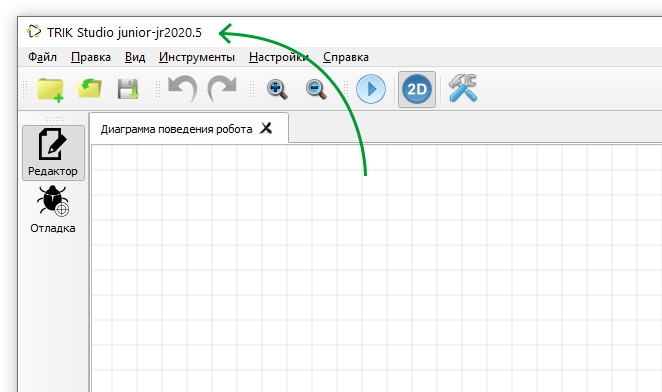 TRIK Studio junior-jr2020.5
Файл Правка Вид Инструменты Настройки Справка
2D
Диаграмма поведения робота
Редактор
Отладка